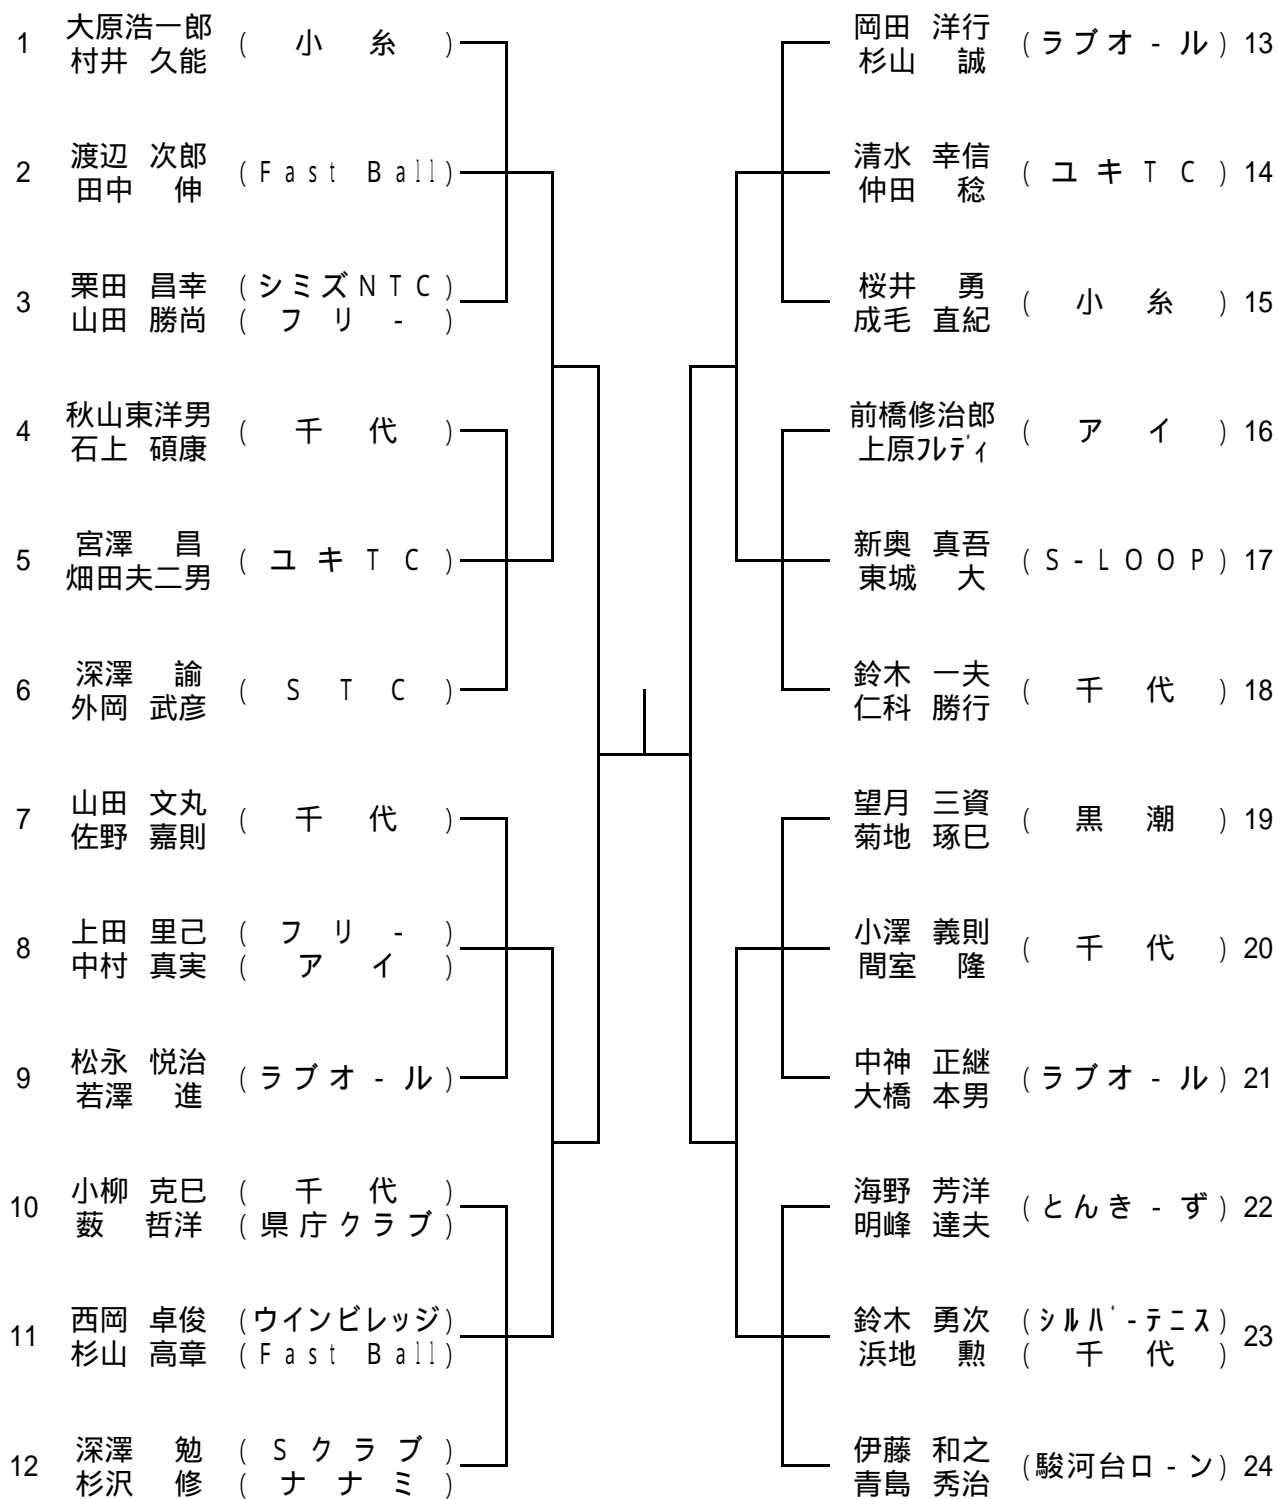 1 大原浩一郎 ( 小 糸 )
村井 久能
2 渡辺 次郎 (Fast Ball)
田中 伸
3 栗田 昌幸 (シミズNTC)
山田 勝尚 ( フリ- )
4 秋山東洋男 ( 千 代 )
石上 碩康
5 宮澤 昌 (ユキTC)
畑田夫二男
6 深澤 諭 ( STC )
外岡 武彦
7 山田 文丸 ( 千 代 )
佐野 嘉則
8 上田 里己 ( フリ- )
中村 真実 ( アイ )
9 松永 悦治 (ラブオ-ル)
若澤 進
10 小柳 克巳 ( 千 代 )
薮 哲洋 (県庁クラブ)
11 西岡 卓俊 (ウインビレッジ)
杉山 高章 (Fast Ball)
12 深澤 勉 (Sクラブ)
杉沢 修 (ナナミ)
岡田 洋行 (ラブオ-ル) 13
杉山 誠
清水 幸信 (ユキTC) 14
仲田 稔
桜井 勇 ( 小 糸 ) 15
成毛 直紀
前橋修治郎 ( アイ ) 16
上原フレディ
新奥 真吾 (S-LOOP) 17
東城 大
鈴木 一夫 ( 千 代 ) 18
仁科 勝行
望月 三資 ( 黒 潮 ) 19
菊地 琢巳
小澤 義則 ( 千 代 ) 20
間室 隆
中神 正継 (ラブオ-ル) 21
大橋 本男
海野 芳洋 (とんき-ず) 22
明峰 達夫
鈴木 勇次 (シルバ-テニス) 23
浜地 勲 ( 千 代 )
伊藤 和之 (駿河台ロ-ン) 24
青島 秀治